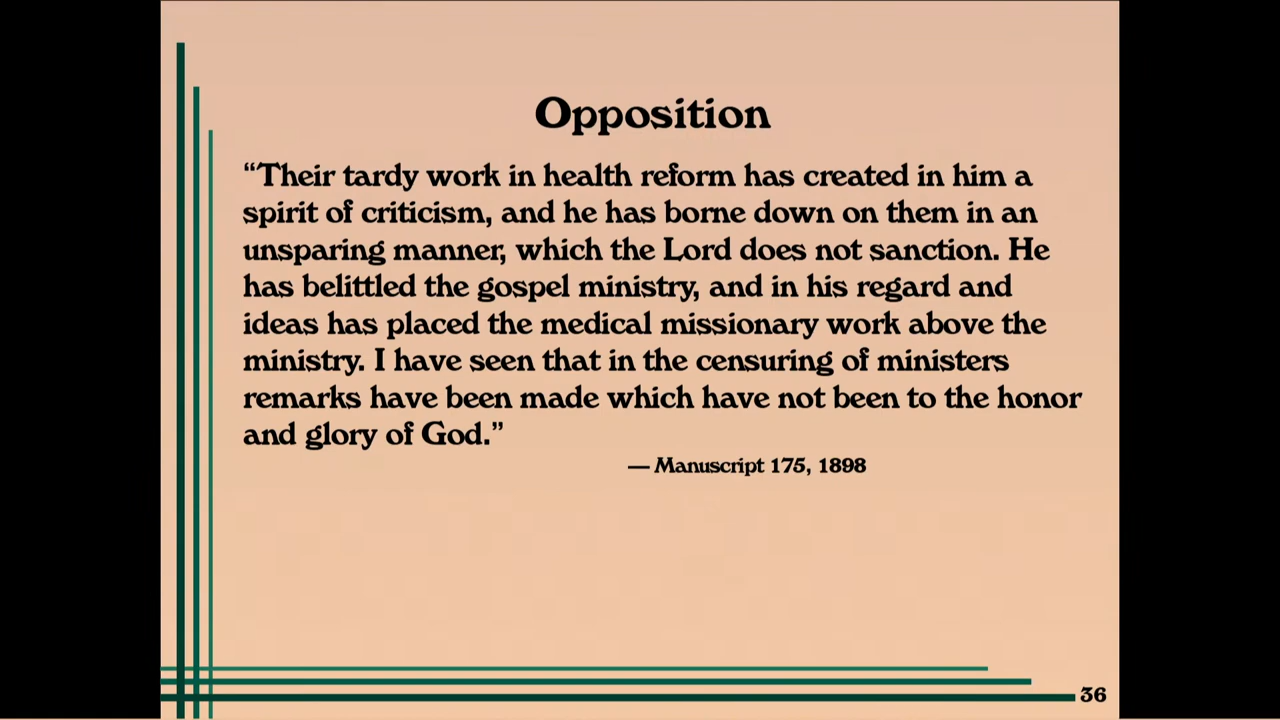 Opposition
“Their tardy work in health reform has created in him a
spirit of criticism, and he has borne down on them in an
unsparing manner, which the Lord does not sanction. He
has belittled the gospel ministry, and in his regard and
ideas has placed the medical missionary work above the
ministry. I have seen that in the censuring of ministers
remarks have been made which have not been to the honor
and glory of God.”
— Manuscript 175, 1898
36